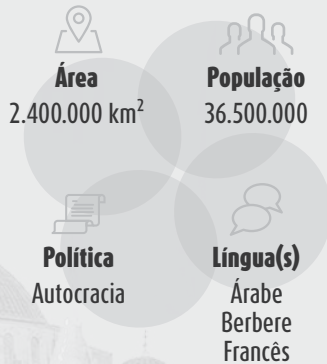 Área
2.400.000 km²
População
36.500.000
Política
Autocracia
Língua(s)
Árabe
Berbere
Francês